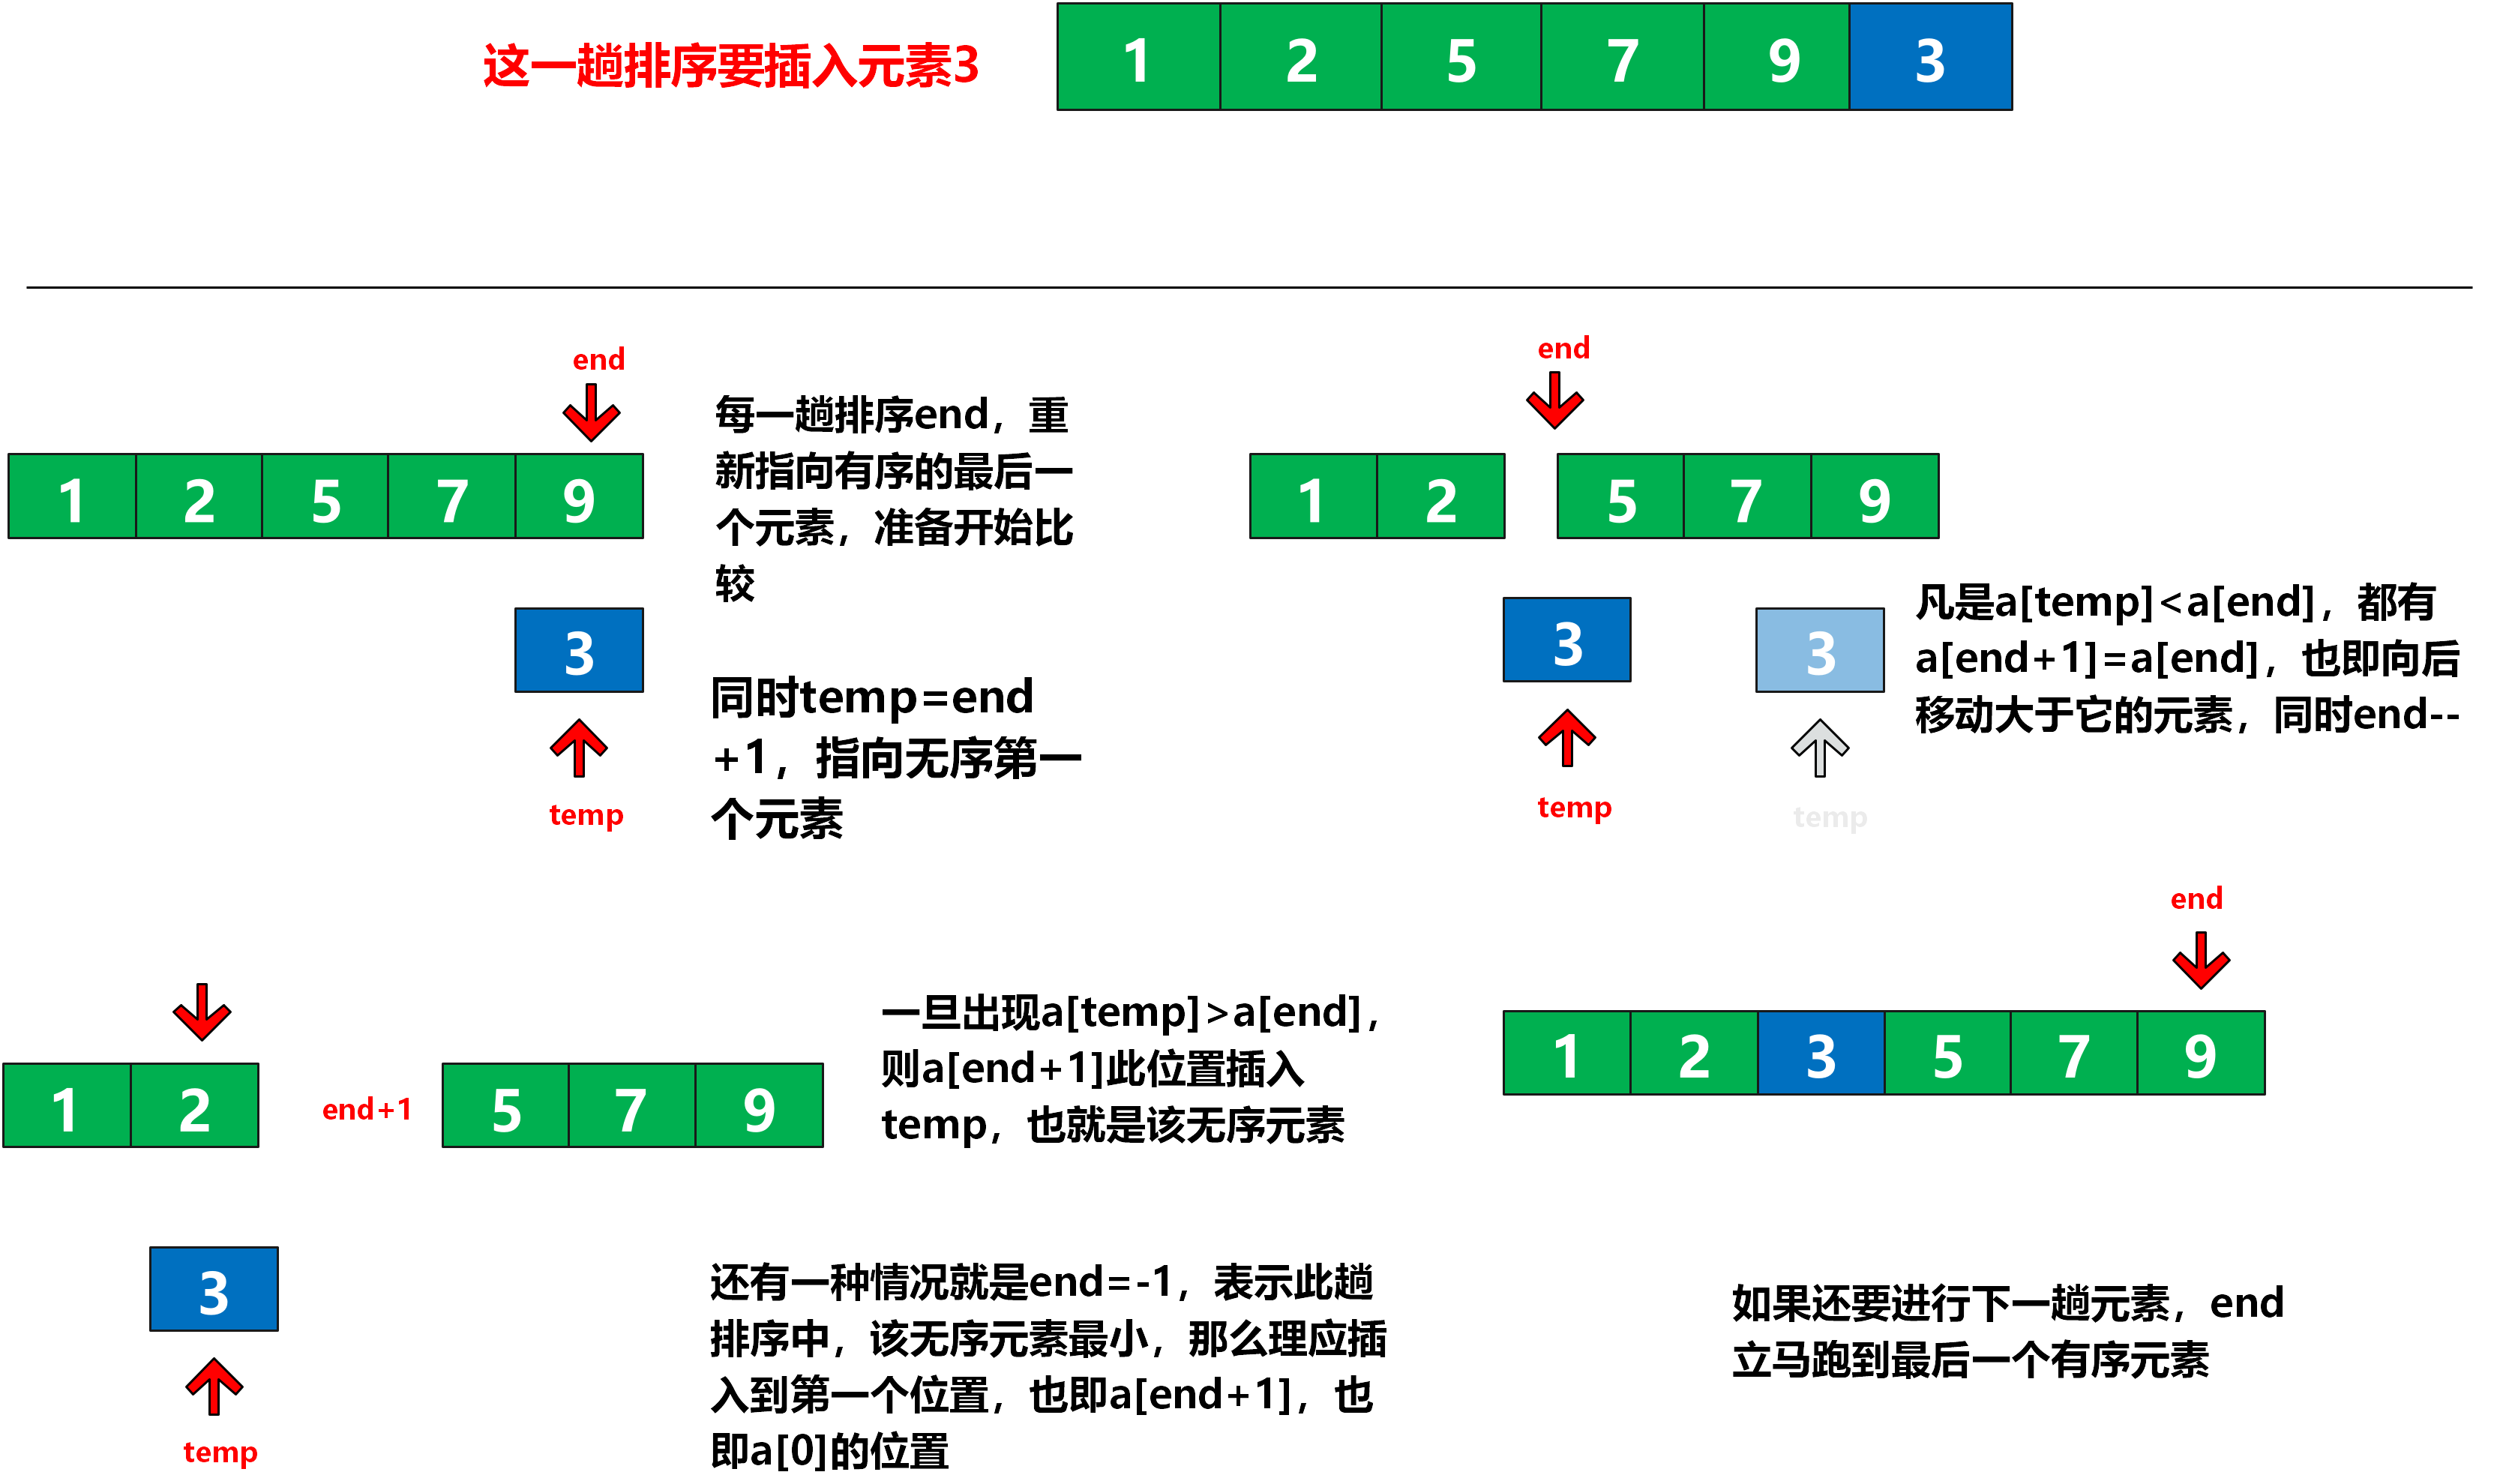 这一趟排序要插入元素3
1 2 5 7 9 3
end
1 2 5 7 9
3
temp
每一趟排序end，重
新指向有序的最后一
个元素，准备开始比
较
同时temp=end
+1，指向无序第一
个元素
end
1 2 5 7 9
3 3
temp temp
凡是a[temp]<a[end]，都有
a[end+1]=a[end]，也即向后
移动大于它的元素，同时end--
1 2 end+1 5 7 9
3
temp
一旦出现a[temp]>a[end]，
则a[end+1]此位置插入
temp，也就是该无序元素
还有一种情况就是end=-1，表示此趟
排序中，该无序元素最小，那么理应插
入到第一个位置，也即a[end+1]，也
即a[0]的位置
end
1 2 3 5 7 9
如果还要进行下一趟元素，end
立马跑到最后一个有序元素